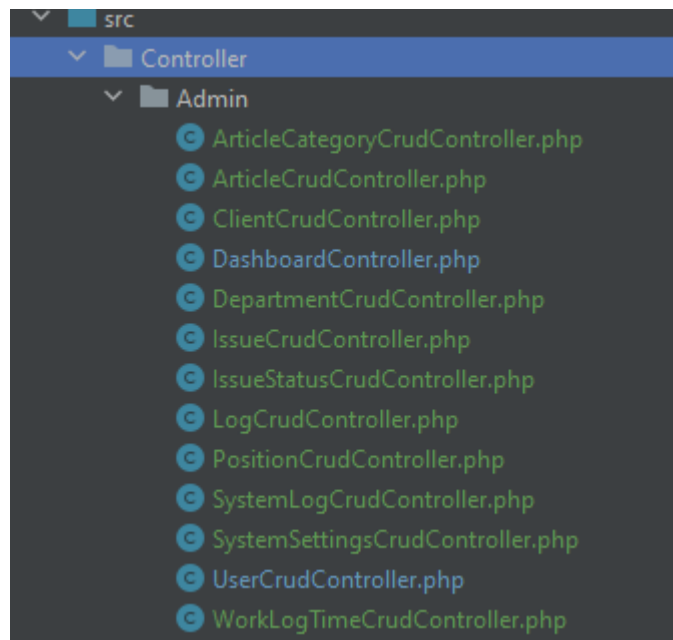 src
Controller
Admin
C ArticleCategoryCrudController.php
C ArticleCrudController.php
C ClientCrudController.php
C DashboardController.php
C DepartmentCrudController.php
C IssueCrudController.php
C IssueStatusCrudController.php
C LogCrudController.php
C PositionCrudController.php
C SystemLogCrudController.php
C SystemSettingsCrudController.php
C UserCrudController.php
C WorkLogTimeCrudController.php